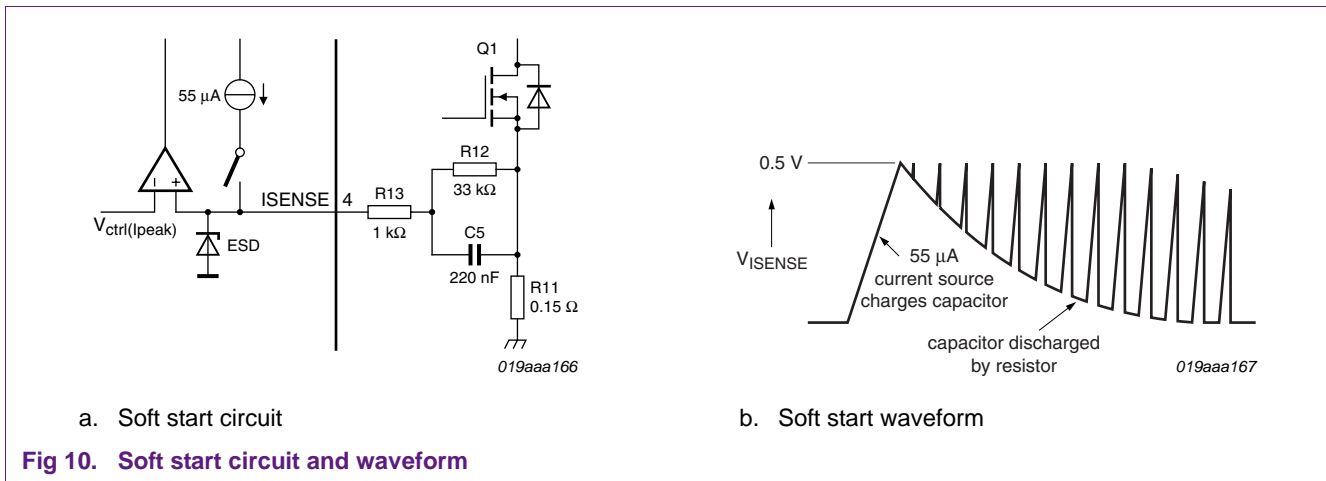 Q1
55 μA
R12
33 kΩ
ISENSE
4
R13
1 kΩ
C5
220 nF
V_ctrl(Ipeak)
ESD
R11
0.15 Ω
− +
019aaa166
0.5 V
V_ISENSE
55 μA
current source
charges capacitor
capacitor discharged
by resistor
019aaa167
a. Soft start circuit
b. Soft start waveform
Fig 10. Soft start circuit and waveform